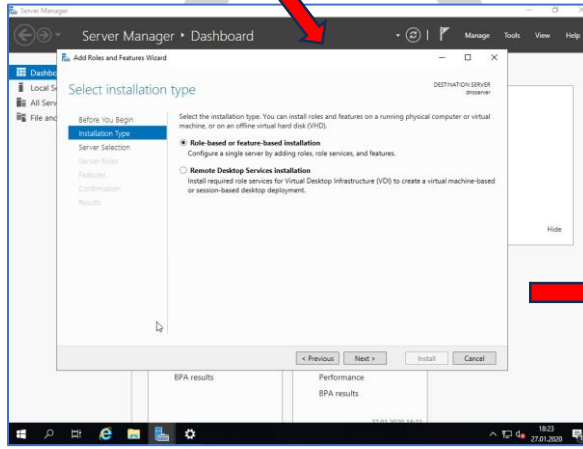 Server Manager
Server Manager • Dashboard
Manage Tools View Help
Dashbo
Local S
All Serv
File and
Add Roles and Features Wizard
Select installation type
DESTINATION SERVER
dnsserver
Before You Begin
Installation Type
Server Selection
Server Roles
Features
Confirmation
Results
Select the installation type. You can install roles and features on a running physical computer or virtual
machine, or on an offline virtual hard disk (VHD).
Role-based or feature-based installation
Configure a single server by adding roles, role services, and features.
Remote Desktop Services installation
Install required role services for Virtual Desktop Infrastructure (VDI) to create a virtual machine-based
or session-based desktop deployment.
Hide
< Previous Next > Install Cancel
BPA results
Performance
BPA results
27.01.2020 18:22
18:23
27.01.2020